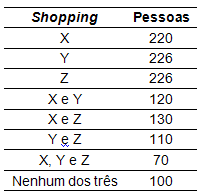 Shopping Pessoas
X 220
Y 226
Z 226
X e Y 120
X e Z 130
Y e Z 110
X, Y e Z 70
Nenhum dos três 100